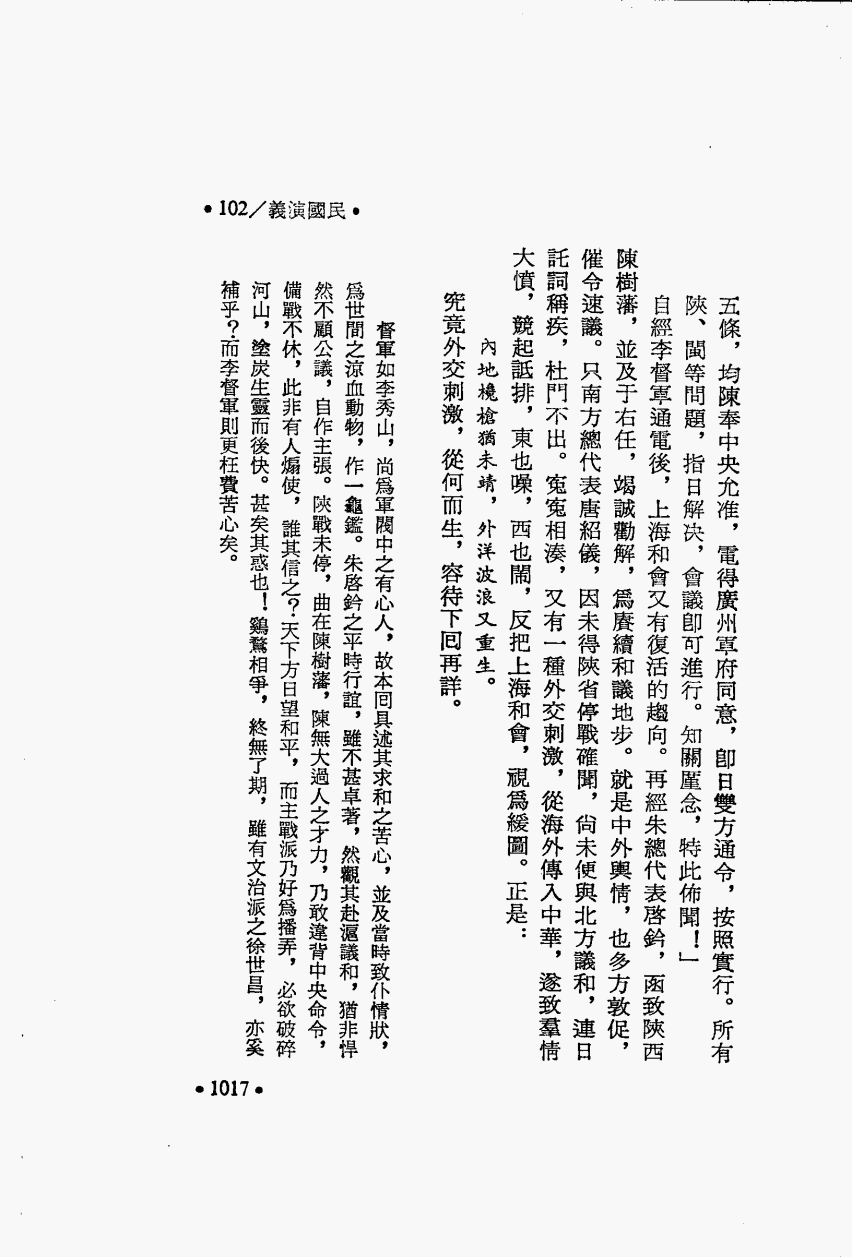 •102／義演國民•
五條，均陳奉中央允准，電得廣州軍府同意，卽日雙方通令，按照實行。所有
陝、閩等問題，指日解决，會議卽可進行。知關厪念，特此佈聞！」
自經李督軍通電後，上海和會又有復活的趨向。再經朱總代表啓鈐，函致陝西
陳樹藩，並及于右任，竭誠勸解，爲賡續和議地步。就是中外輿情，也多方敦促，
催令速議。只南方總代表唐紹儀，因未得陝省停戰確聞，尙未便與北方議和，連日
託詞稱疾，杜門不出。寃寃相湊，又有一種外交刺激，從海外傳入中華，遂致羣情
大憤，競起詆排，東也噪，西也鬧，反把上海和會，視爲緩圖。正是：
內地欃槍猶未靖，外洋波浪又重生。
究竟外交刺激，從何而生，容待下回再詳。
督軍如李秀山，尚爲軍閥中之有心人，故本回具述其求和之苦心，並及當時致仆情狀，
爲世間之涼血動物，作一龜鑑。朱啓鈐之平時行誼，雖不甚卓著，然觀其赴滬議和，猶非悍
然不顧公議，自作主張。陝戰未停，曲在陳樹藩，陳無大過人之才力，乃敢違背中央命令，
備戰不休，此非有人煽使，誰其信之？天下方日望和平，而主戰派乃好爲播弄，必欲破碎
河山，塗炭生靈而後快。甚矣其惑也！鷄鶩相爭，終無了期，雖有文治派之徐世昌，亦奚
補乎？而李督軍則更枉費苦心矣。
•1017•